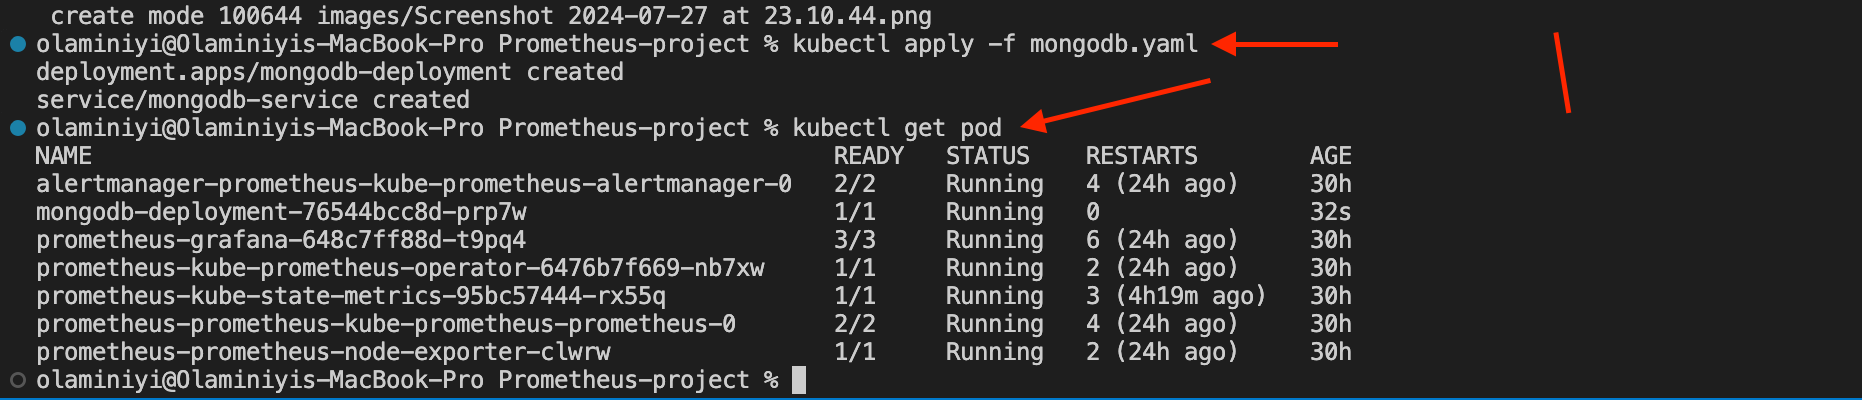 create mode 100644 images/Screenshot 2024-07-27 at 23.10.44.png
olaminiyi@Olaminiyis-MacBook-Pro Prometheus-project % kubectl apply -f mongodb.yaml
deployment.apps/mongodb-deployment created
service/mongodb-service created
olaminiyi@Olaminiyis-MacBook-Pro Prometheus-project % kubectl get pod
NAME READY STATUS RESTARTS AGE
alertmanager-prometheus-kube-prometheus-alertmanager-0 2/2 Running 4 (24h ago) 30h
mongodb-deployment-76544bcc8d-prp7w 1/1 Running 0 32s
prometheus-grafana-648c7ff88d-t9pq4 3/3 Running 6 (24h ago) 30h
prometheus-kube-prometheus-operator-6476b7f669-nb7xw 1/1 Running 2 (24h ago) 30h
prometheus-kube-state-metrics-95bc57444-rx55q 1/1 Running 3 (4h19m ago) 30h
prometheus-prometheus-kube-prometheus-prometheus-0 2/2 Running 4 (24h ago) 30h
prometheus-prometheus-node-exporter-clwrw 1/1 Running 2 (24h ago) 30h
olaminiyi@Olaminiyis-MacBook-Pro Prometheus-project %